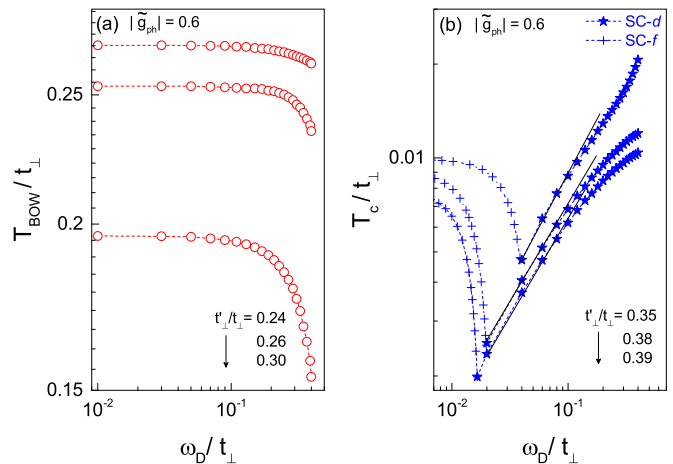 (a)
| g̃ph | = 0.6
0.25
0.2
0.15
T_BOW / t⊥
t'⊥/t⊥ = 0.24
0.26
0.30
10⁻² 10⁻¹ 10⁰
ω_D / t⊥
(b)
| g̃ph | = 0.6
SC-d
SC-f
0.01
T_c / t⊥
t'⊥/t⊥ = 0.35
0.38
0.39
10⁻² 10⁻¹ 10⁰
ω_D / t⊥